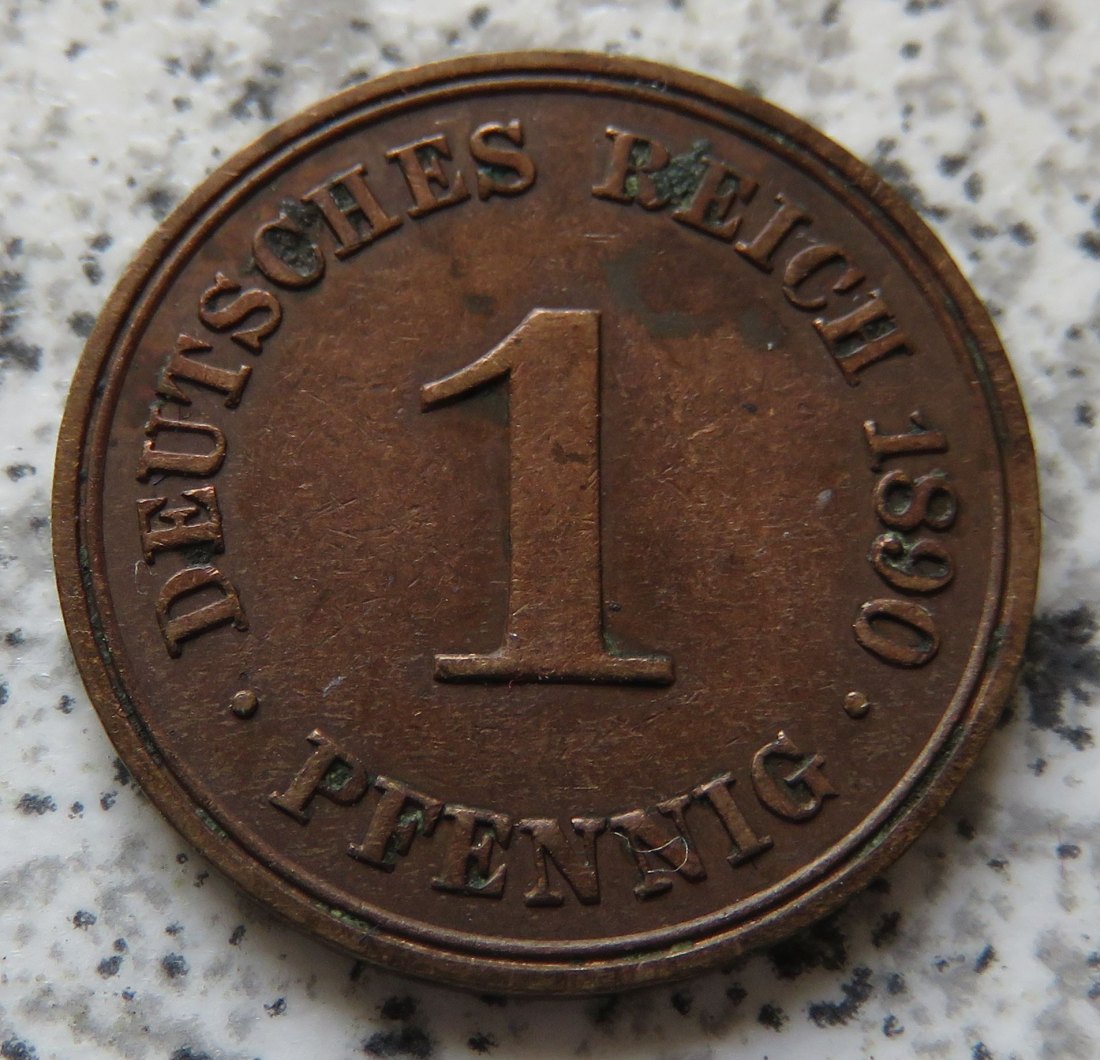 DEUTSCHES REICH 1890
1
· PFENNIG ·